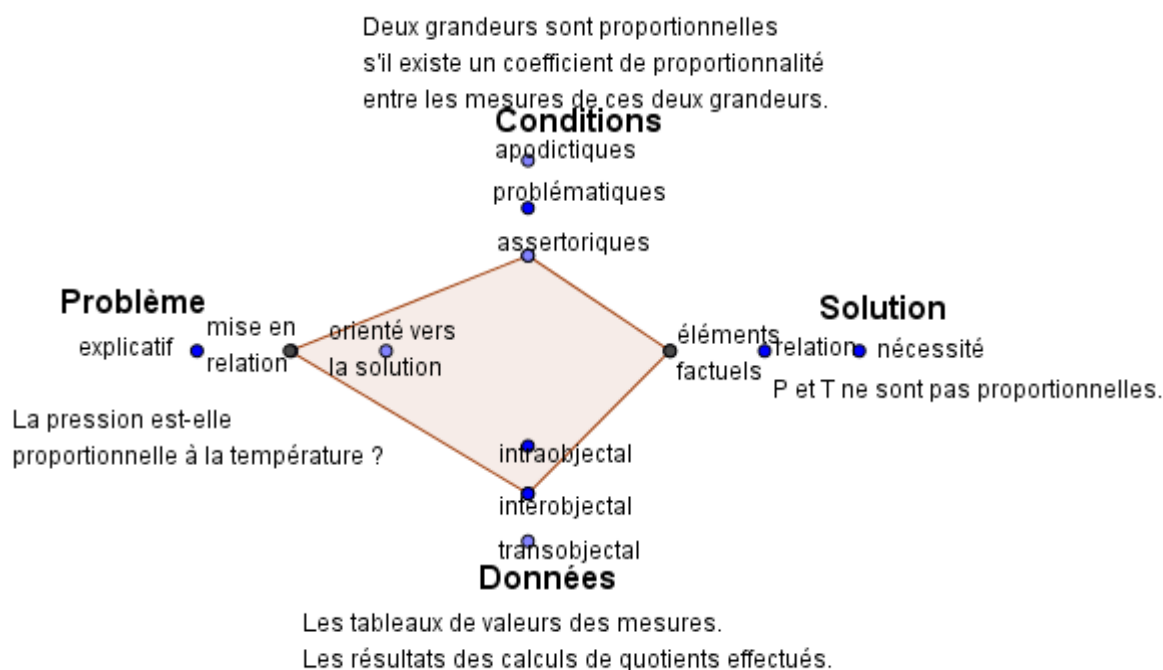 Deux grandeurs sont proportionnelles
s'il existe un coefficient de proportionnalité
entre les mesures de ces deux grandeurs.
Conditions
apodictiques
problématiques
assertoriques
Problème
explicatif
mise en
relation
orienté vers
la solution
La pression est-elle
proportionnelle à la température ?
Solution
éléments
factuels
relation
nécessité
P et T ne sont pas proportionnelles.
intraobjectal
interobjectal
transobjectal
Données
Les tableaux de valeurs des mesures.
Les résultats des calculs de quotients effectués.